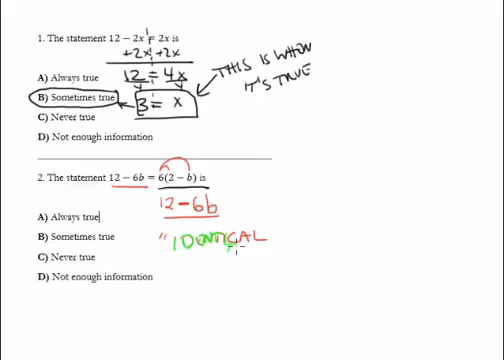 1. The statement 12 – 2x = 2x is
+2x +2x
A) Always true
12 = 4x
4 4
THIS IS WHEN
IT'S TRUE
B) Sometimes true
3 = x
C) Never true
D) Not enough information
2. The statement 12 – 6b = 6(2 – b) is
12 - 6b
A) Always true
B) Sometimes true
"IDENTICAL
C) Never true
D) Not enough information